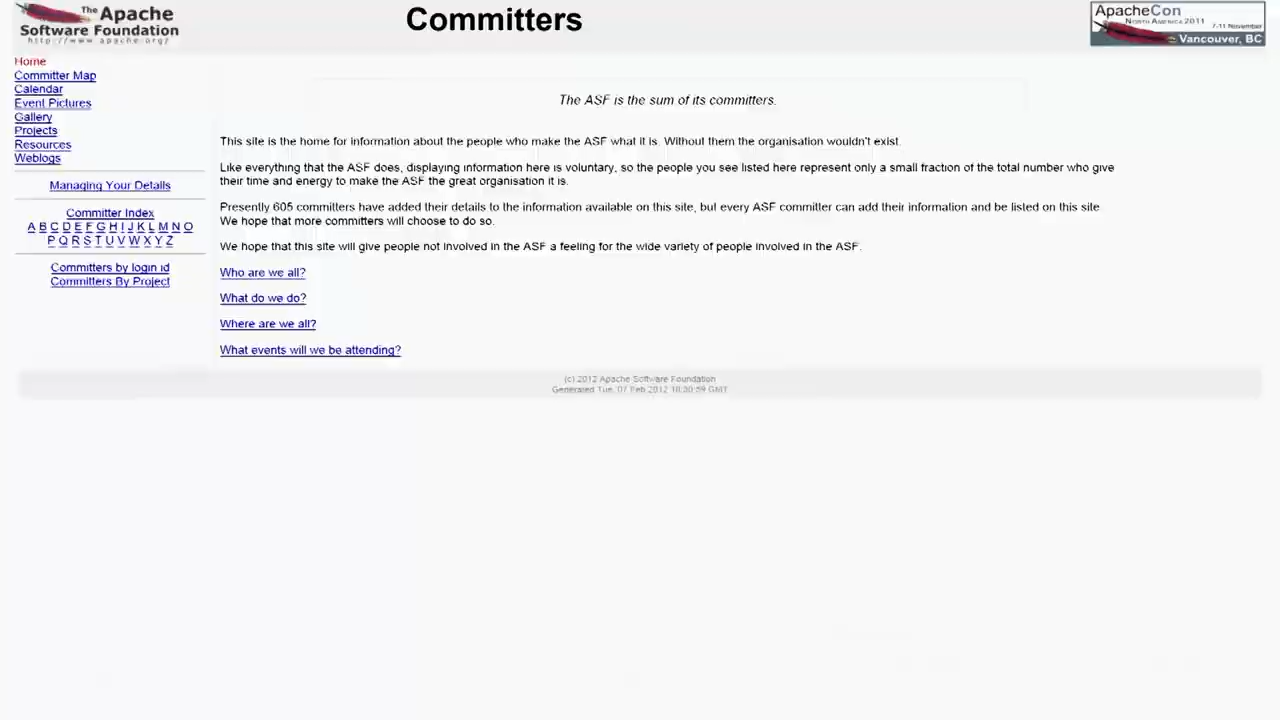 The Apache
Software Foundation
http://www.apache.org/
Committers
ApacheCon
North America 2011
7-11 November
Vancouver, BC
Home
Committer Map
Calendar
Event Pictures
Gallery
Projects
Resources
Weblogs
Managing Your Details
Committer Index
A B C D E F G H I J K L M N O
P Q R S T U V W X Y Z
Committers by login id
Committers By Project
The ASF is the sum of its committers.
This site is the home for information about the people who make the ASF what it is. Without them the organisation wouldn't exist.
Like everything that the ASF does, displaying information here is voluntary, so the people you see listed here represent only a small fraction of the total number who give
their time and energy to make the ASF the great organisation it is.
Presently 605 committers have added their details to the information available on this site, but every ASF committer can add their information and be listed on this site
We hope that more committers will choose to do so.
We hope that this site will give people not involved in the ASF a feeling for the wide variety of people involved in the ASF.
Who are we all?
What do we do?
Where are we all?
What events will we be attending?
(c) 2012 Apache Software Foundation
Generated Tue, 07 Feb 2012 GMT